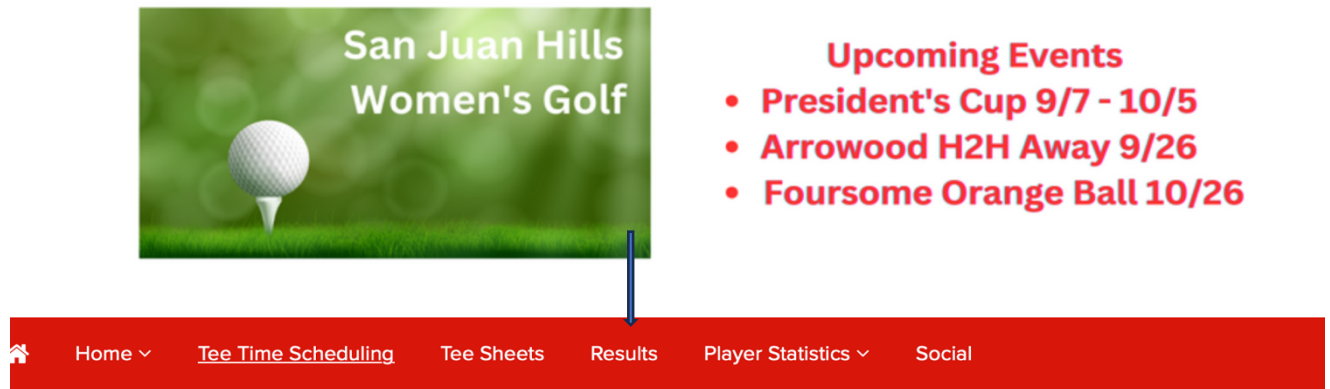 San Juan Hills
Women's Golf
Upcoming Events
• President's Cup 9/7 - 10/5
• Arrowood H2H Away 9/26
• Foursome Orange Ball 10/26
Home Tee Time Scheduling Tee Sheets Results Player Statistics Social